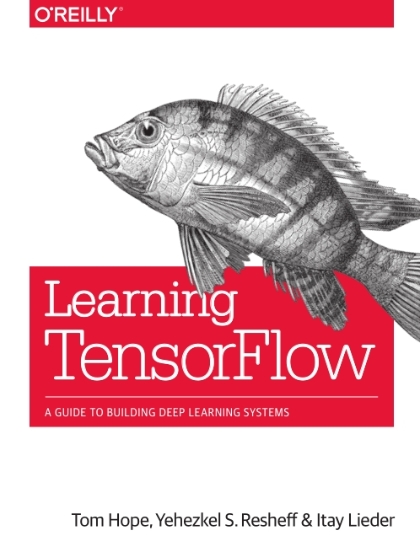 O'REILLY®
Learning
TensorFlow
A GUIDE TO BUILDING DEEP LEARNING SYSTEMS
Tom Hope, Yehezkel S. Resheff & Itay Lieder